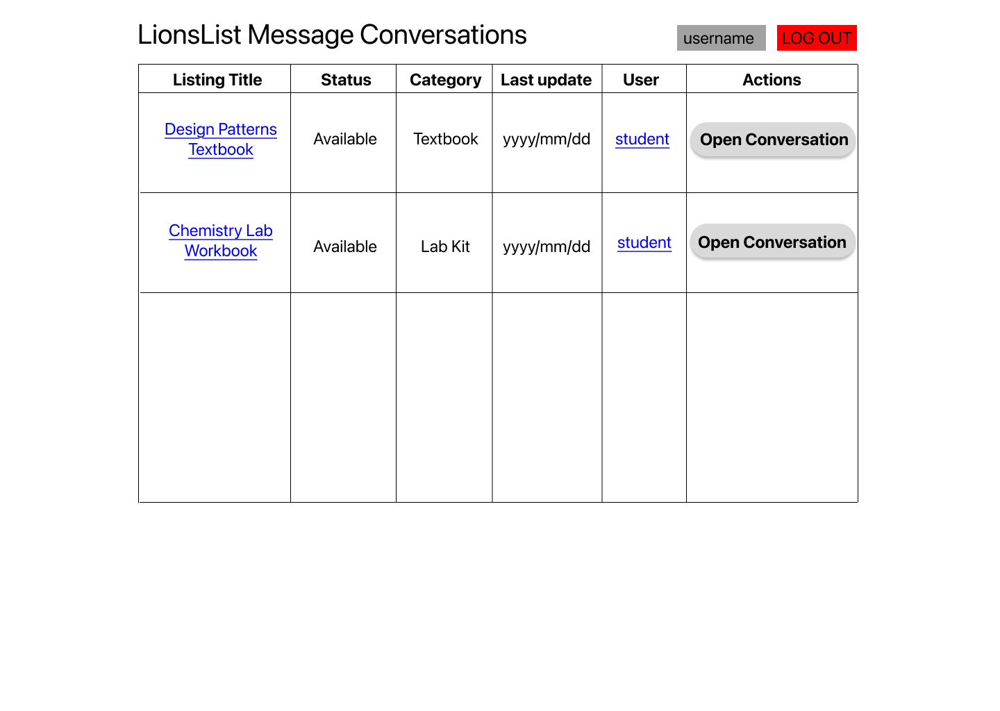 LionsList Message Conversations
username
LOG OUT
Listing Title
Status
Category
Last update
User
Actions
Design Patterns
Textbook
Available
Textbook
yyyy/mm/dd
student
Open Conversation
Chemistry Lab
Workbook
Available
Lab Kit
yyyy/mm/dd
student
Open Conversation